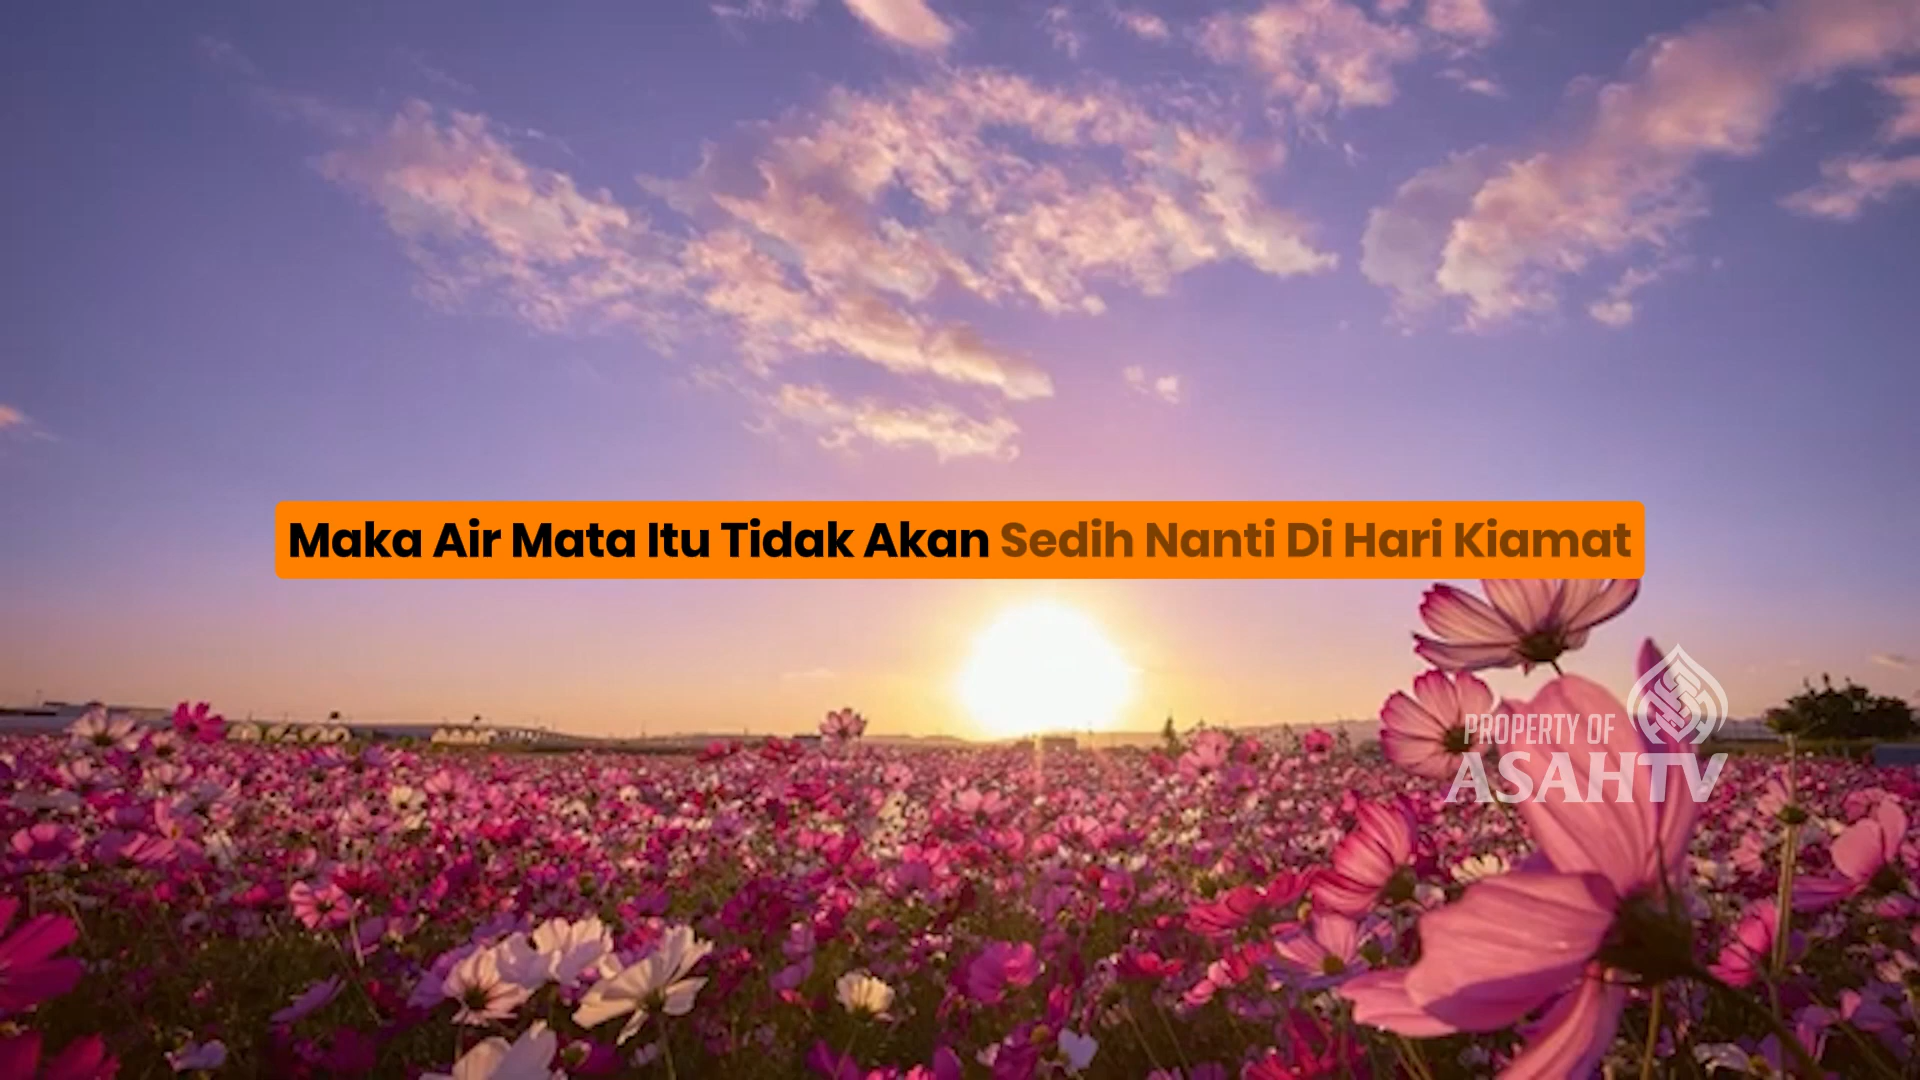 Maka Air Mata Itu Tidak Akan Sedih Nanti Di Hari Kiamat
PROPERTY OF
ASAHTV